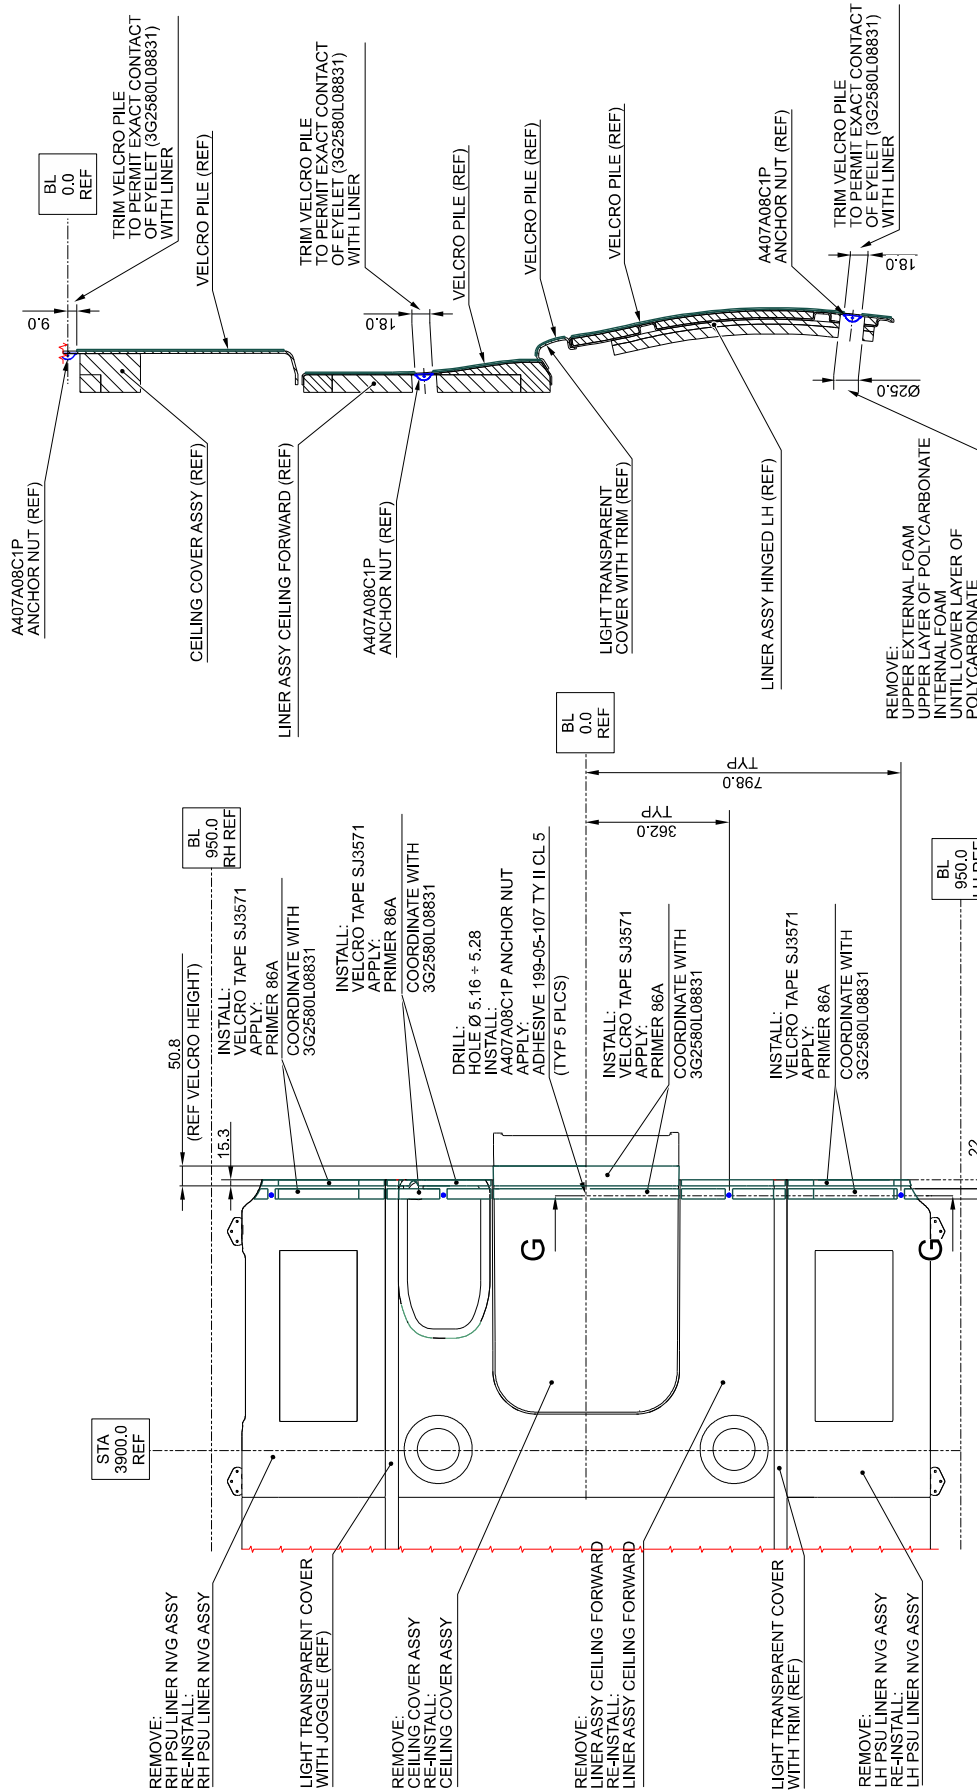 REMOVE:
RH PSU LINER NVG ASSY
RE-INSTALL:
RH PSU LINER NVG ASSY
LIGHT TRANSPARENT COVER
WITH JOGGLE (REF)
REMOVE:
CEILING COVER ASSY
RE-INSTALL:
CEILING COVER ASSY
REMOVE:
LINER ASSY CEILING FORWARD
RE-INSTALL:
LINER ASSY CEILING FORWARD
LIGHT TRANSPARENT COVER
WITH TRIM (REF)
REMOVE:
LH PSU LINER NVG ASSY
RE-INSTALL:
LH PSU LINER NVG ASSY
STA
3900.0
REF
BL
950.0
RH REF
50.8
(REF VELCRO HEIGHT)
15.3
INSTALL:
VELCRO TAPE SJ3571
APPLY:
PRIMER 86A
COORDINATE WITH
3G2580L08831
INSTALL:
VELCRO TAPE SJ3571
APPLY:
PRIMER 86A
COORDINATE WITH
3G2580L08831
DRILL:
HOLE Ø 5.16 ÷ 5.28
INSTALL:
A407A08C1P ANCHOR NUT
APPLY:
ADHESIVE 199-05-107 TY II CL 5
(TYP 5 PLCS)
INSTALL:
VELCRO TAPE SJ3571
APPLY:
PRIMER 86A
COORDINATE WITH
3G2580L08831
INSTALL:
VELCRO TAPE SJ3571
APPLY:
PRIMER 86A
COORDINATE WITH
3G2580L08831
G
G
22
BL
0.0
REF
362.0
TYP
798.0
TYP
BL
950.0
LH REF
A407A08C1P
ANCHOR NUT (REF)
CEILING COVER ASSY (REF)
LINER ASSY CEILING FORWARD (REF)
A407A08C1P
ANCHOR NUT (REF)
LIGHT TRANSPARENT
COVER WITH TRIM (REF)
LINER ASSY HINGED LH (REF)
REMOVE:
UPPER EXTERNAL FOAM
UPPER LAYER OF POLYCARBONATE
INTERNAL FOAM
UNTIL LOWER LAYER OF
POLYCARBONATE
BL
0.0
REF
9.0
TRIM VELCRO PILE
TO PERMIT EXACT CONTACT
OF EYELET (3G2580L08831)
WITH LINER
VELCRO PILE (REF)
18.0
TRIM VELCRO PILE
TO PERMIT EXACT CONTACT
OF EYELET (3G2580L08831)
WITH LINER
VELCRO PILE (REF)
VELCRO PILE (REF)
VELCRO PILE (REF)
A407A08C1P
ANCHOR NUT (REF)
TRIM VELCRO PILE
TO PERMIT EXACT CONTACT
OF EYELET (3G2580L08831)
WITH LINER
18.0
Ø25.0